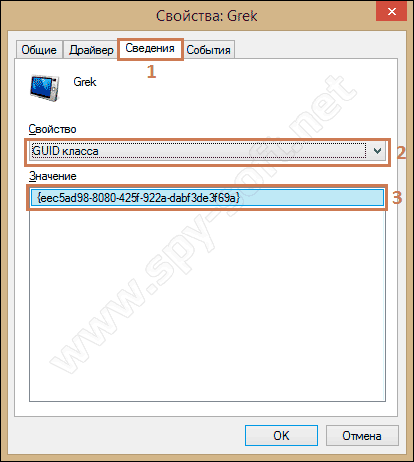 Свойства: Grek
Общие Драйвер Сведения События
1
Grek
Свойство
GUID класса
2
Значение
{eec5ad98-8080-425f-922a-dabf3de3f69a}
3
www.spy-soft.net
OK Отмена